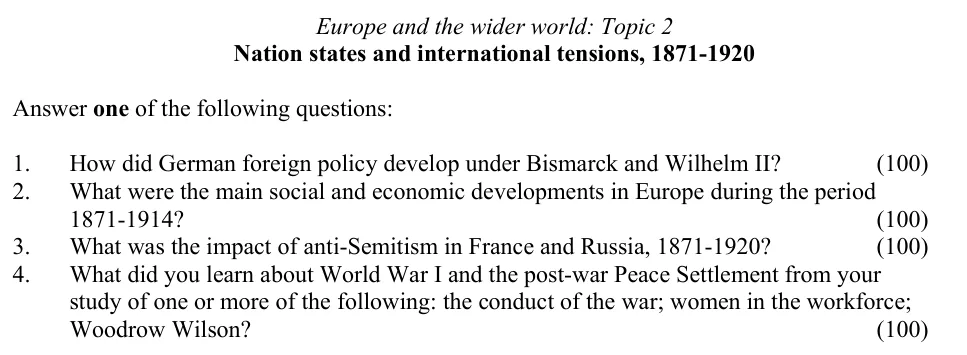 Europe and the wider world: Topic 2
Nation states and international tensions, 1871-1920
Answer one of the following questions:
1. How did German foreign policy develop under Bismarck and Wilhelm II? (100)
2. What were the main social and economic developments in Europe during the period
1871-1914? (100)
3. What was the impact of anti-Semitism in France and Russia, 1871-1920? (100)
4. What did you learn about World War I and the post-war Peace Settlement from your
study of one or more of the following: the conduct of the war; women in the workforce;
Woodrow Wilson? (100)